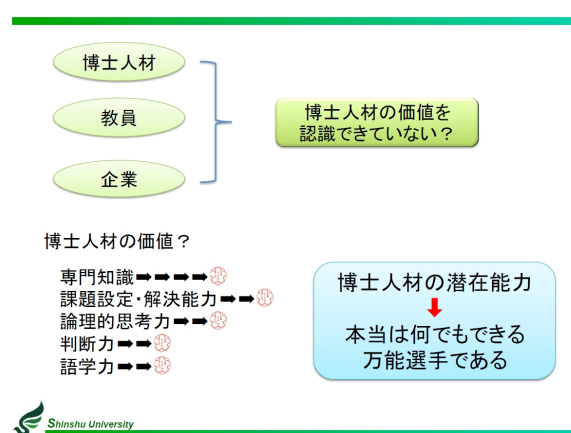 博士人材
教員
企業
博士人材の価値を
認識できていない？
博士人材の価値？
専門知識➡➡➡➡
課題設定・解決能力➡➡
論理的思考力➡➡
判断力➡➡
語学力➡➡
博士人材の潜在能力
本当は何でもできる
万能選手である
Shinshu University